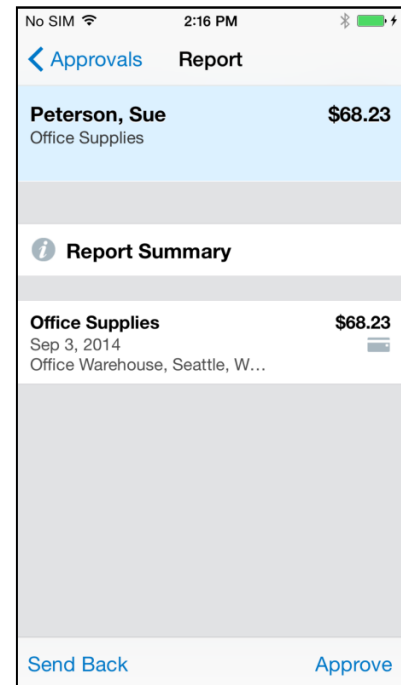 No SIM 2:16 PM
Approvals Report
Peterson, Sue $68.23
Office Supplies
i Report Summary
Office Supplies $68.23
Sep 3, 2014
Office Warehouse, Seattle, W...
Send Back Approve